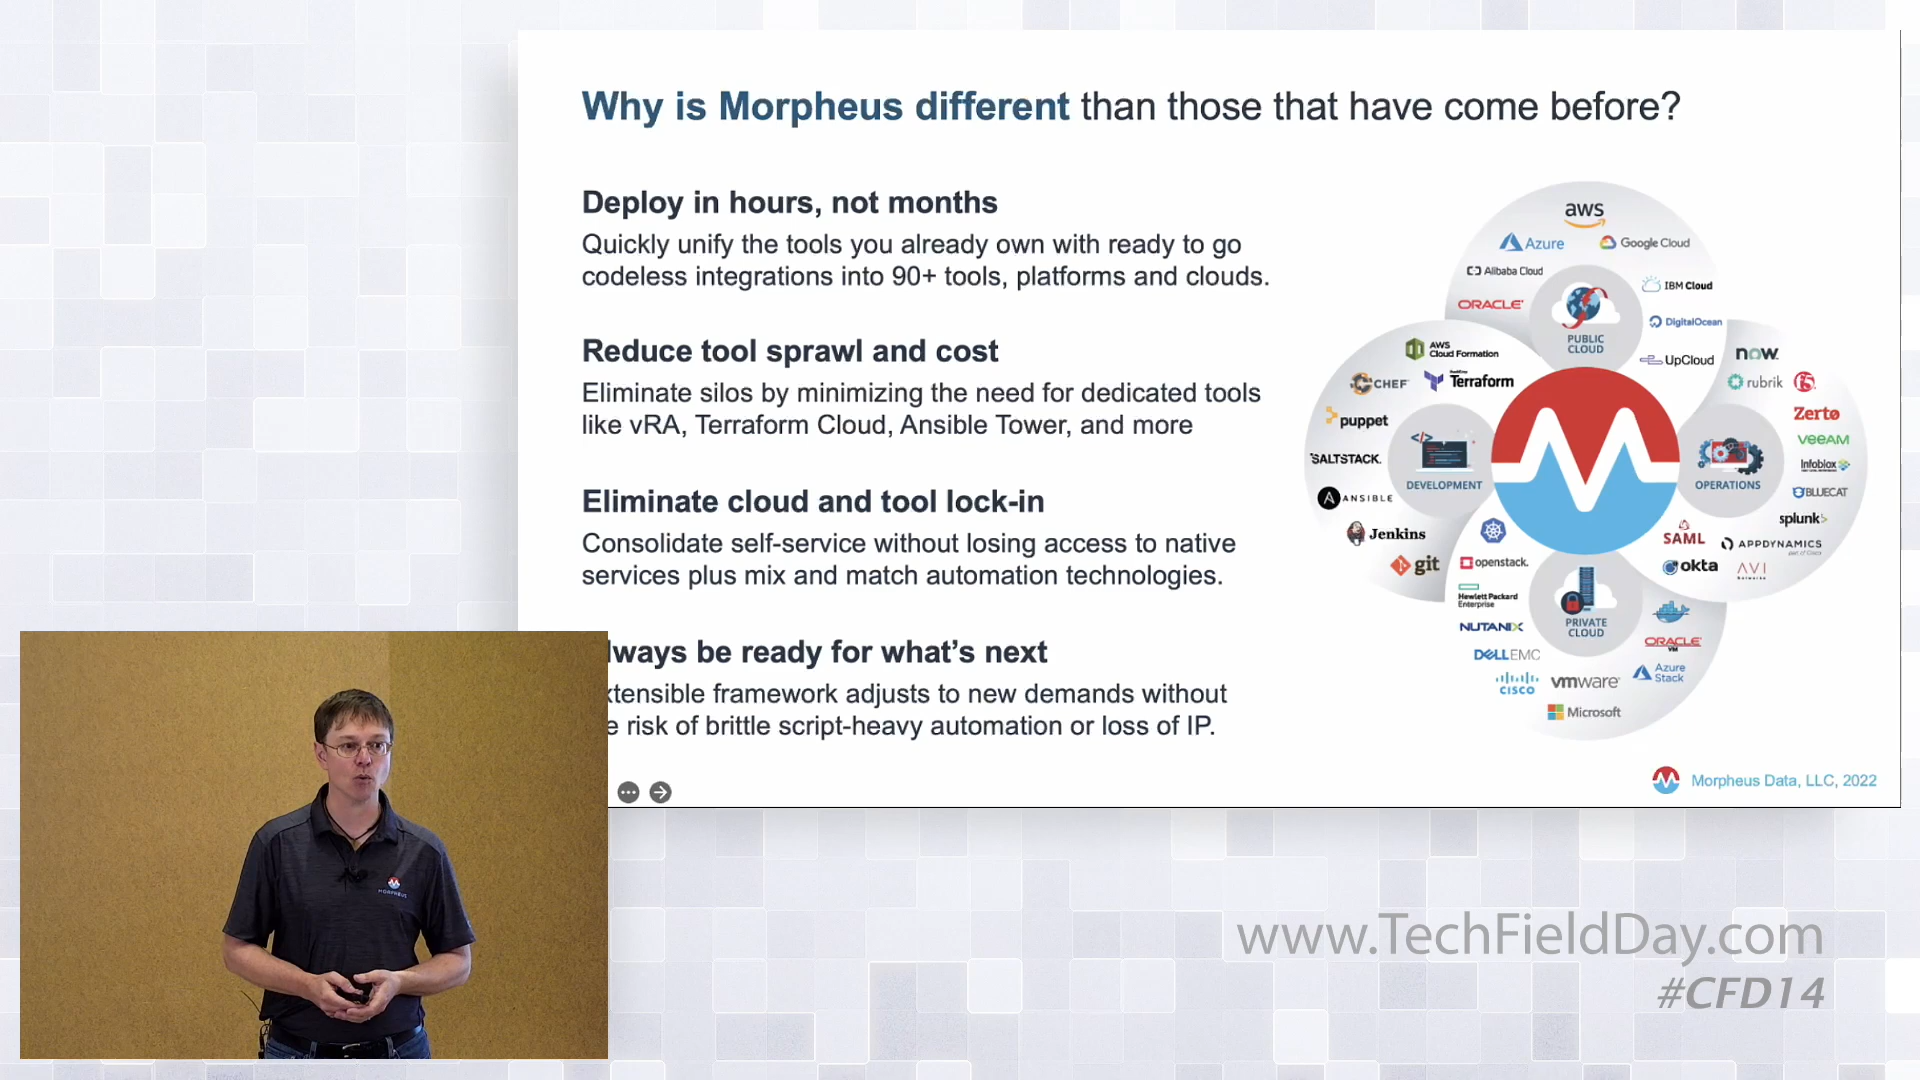 Why is Morpheus different than those that have come before?
Deploy in hours, not months
Quickly unify the tools you already own with ready to go
codeless integrations into 90+ tools, platforms and clouds.
Reduce tool sprawl and cost
Eliminate silos by minimizing the need for dedicated tools
like vRA, Terraform Cloud, Ansible Tower, and more
Eliminate cloud and tool lock-in
Consolidate self-service without losing access to native
services plus mix and match automation technologies.
lways be ready for what's next
xtensible framework adjusts to new demands without
e risk of brittle script-heavy automation or loss of IP.
aws
Azure
Google Cloud
Alibaba Cloud
IBM Cloud
ORACLE
DigitalOcean
UpCloud
PUBLIC
CLOUD
AWS
Cloud Formation
CHEF
HashiCorp
Terraform
puppet
SALTSTACK.
ANSIBLE
Jenkins
git
DEVELOPMENT
now
rubrik
f5
Zerto
veeAM
Infoblox
BLUECAT
splunk>
SAML
APPDYNAMICS
part of Cisco
okta
AVI
Networks
OPERATIONS
openstack.
Hewlett Packard
Enterprise
NUTANIX
DELLEMC
CISCO
vmware
Microsoft
ORACLE
VM
Azure
Stack
PRIVATE
CLOUD
Morpheus Data, LLC, 2022
MORPHEUS
www.TechFieldDay.com
#CFD14